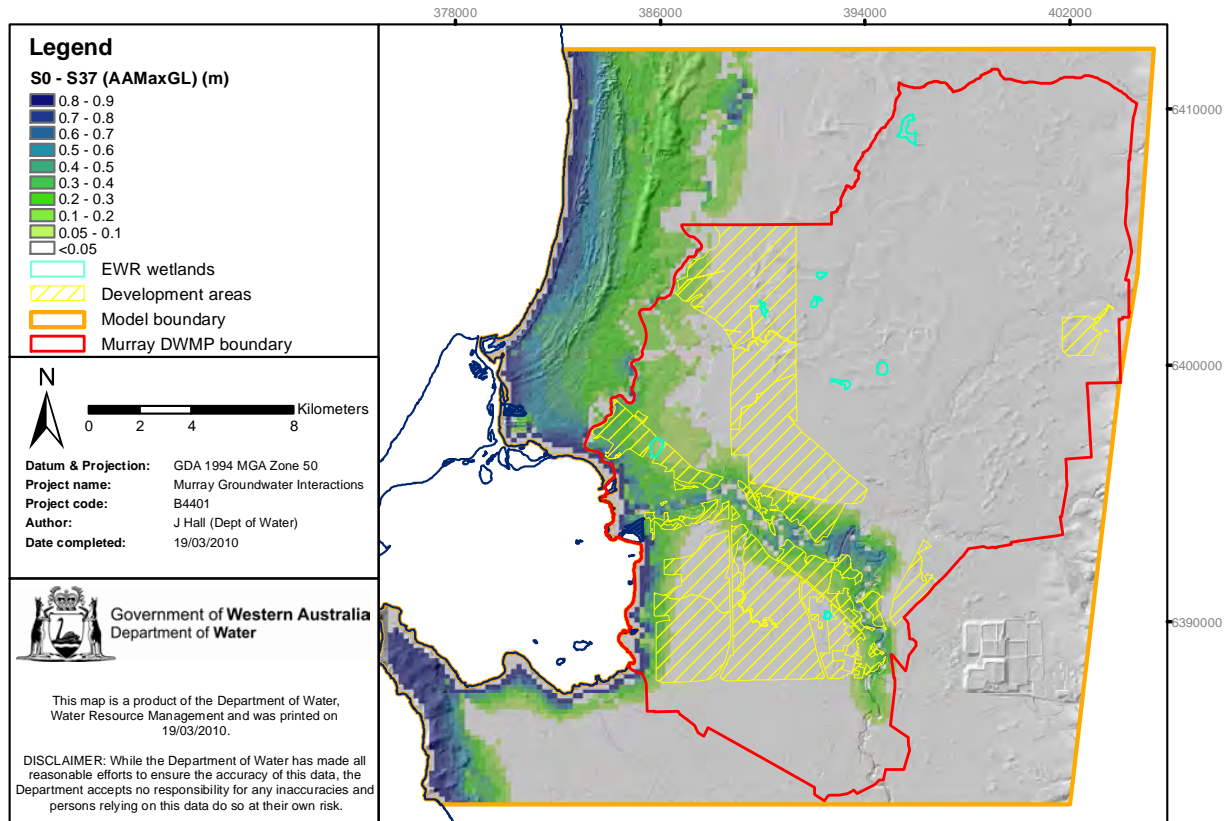 378000 386000 394000 402000
Legend
S0 - S37 (AAMaxGL) (m)
0.8 - 0.9
0.7 - 0.8
0.6 - 0.7
0.5 - 0.6
0.4 - 0.5
0.3 - 0.4
0.2 - 0.3
0.1 - 0.2
0.05 - 0.1
<0.05
EWR wetlands
Development areas
Model boundary
Murray DWMP boundary
6410000
6400000
6390000
N
Kilometers
0 2 4 8
Datum & Projection: GDA 1994 MGA Zone 50
Project name: Murray Groundwater Interactions
Project code: B4401
Author: J Hall (Dept of Water)
Date completed: 19/03/2010
Government of Western Australia
Department of Water
This map is a product of the Department of Water,
Water Resource Management and was printed on
19/03/2010.
DISCLAIMER: While the Department of Water has made all
reasonable efforts to ensure the accuracy of this data, the
Department accepts no responsibility for any inaccuracies and
persons relying on this data do so at their own risk.